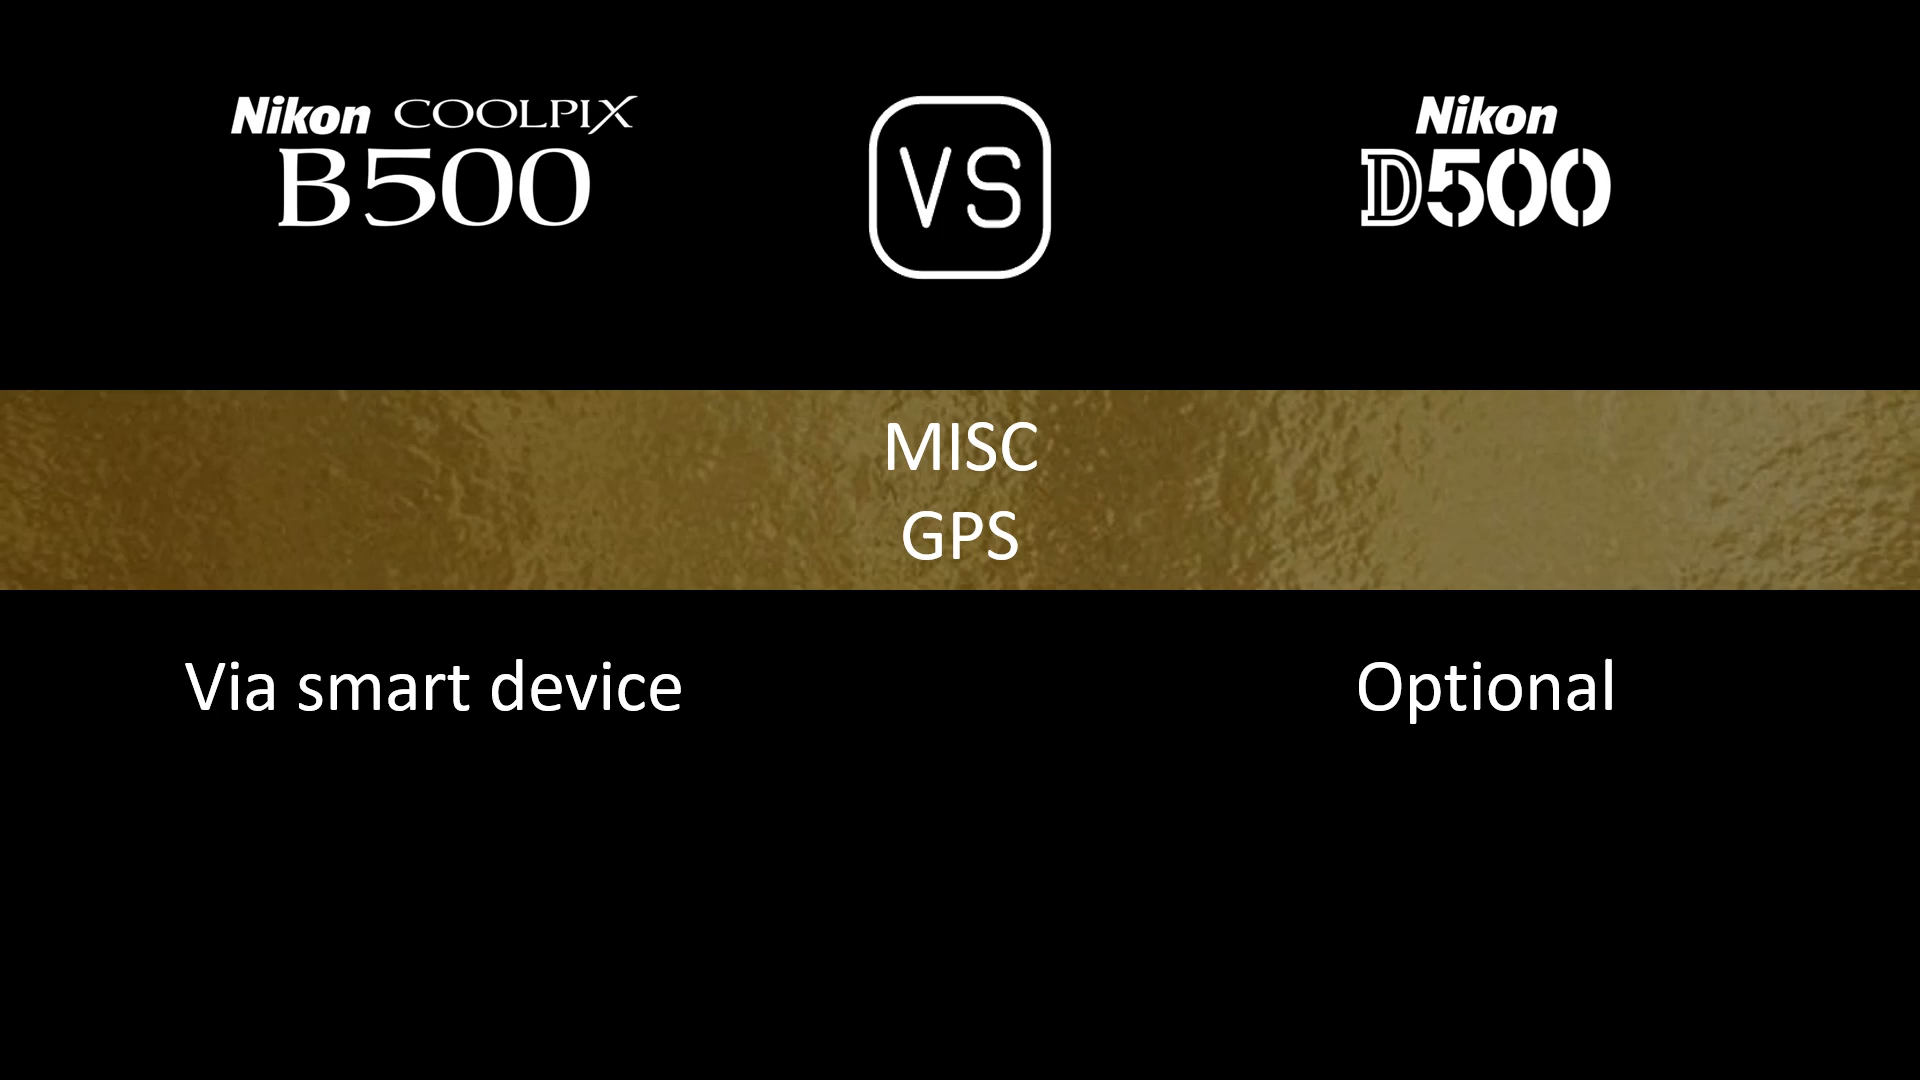 Nikon COOLPIX
B500
VS
Nikon
D500
MISC
GPS
Via smart device
Optional